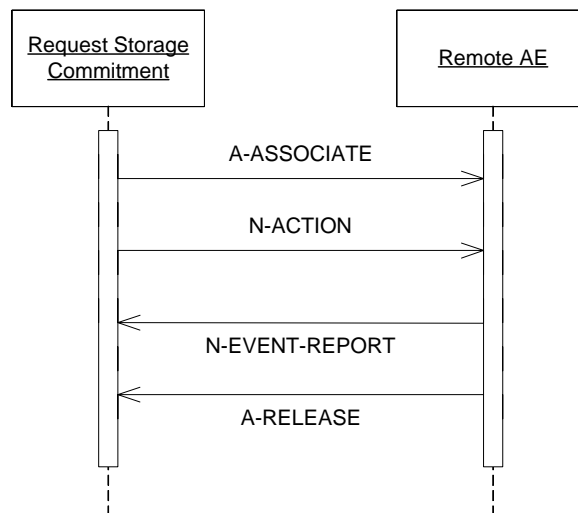 Request Storage
Commitment
Remote AE
A-ASSOCIATE
N-ACTION
N-EVENT-REPORT
A-RELEASE